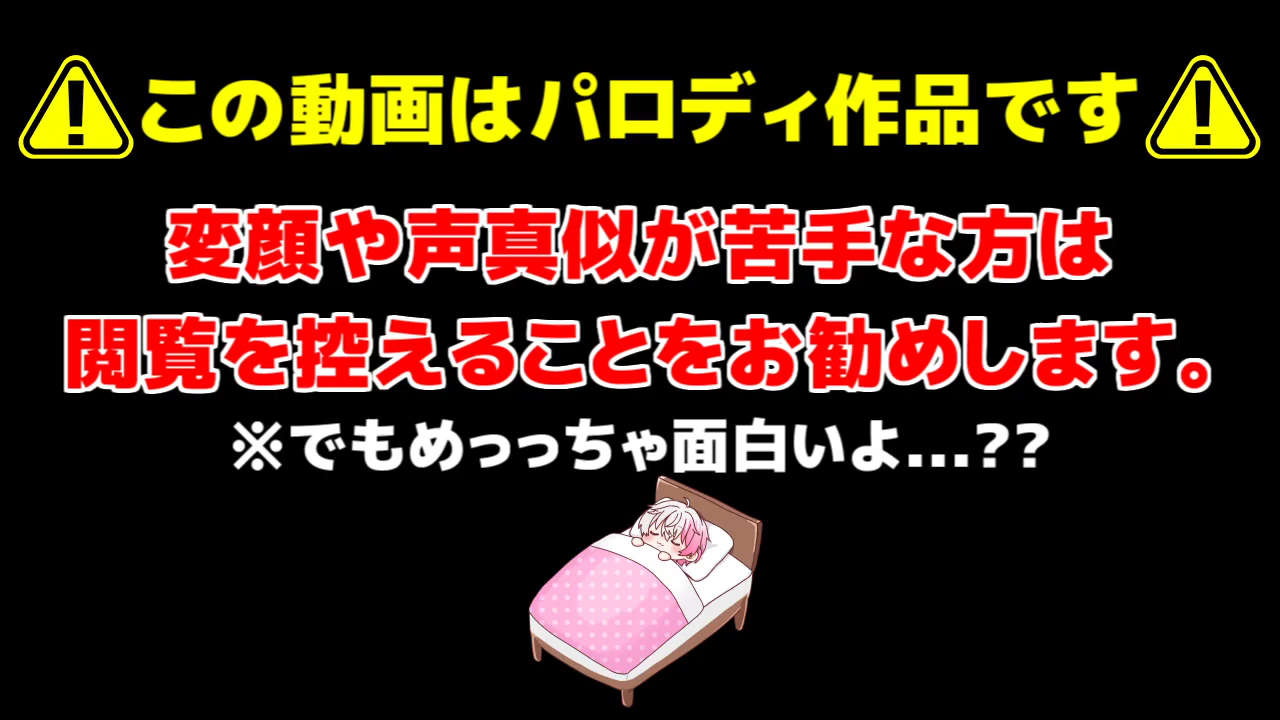 この動画はパロディ作品です
変顔や声真似が苦手な方は
閲覧を控えることをお勧めします。
※でもめっっちゃ面白いよ...??